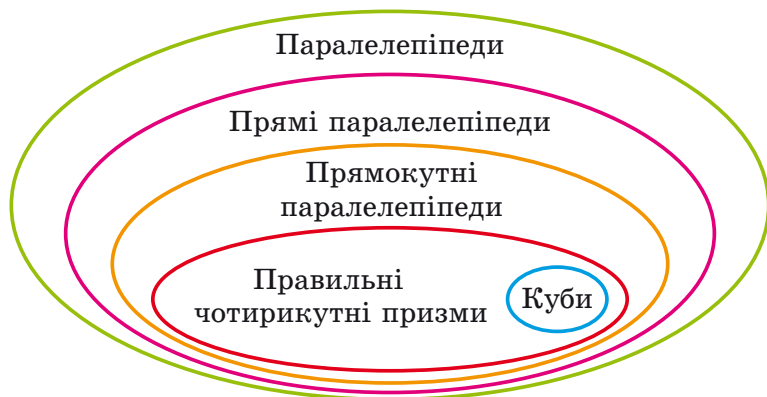 Паралелепіпеди
Прямі паралелепіпеди
Прямокутні
паралелепіпеди
Правильні
чотирикутні призми
Куби